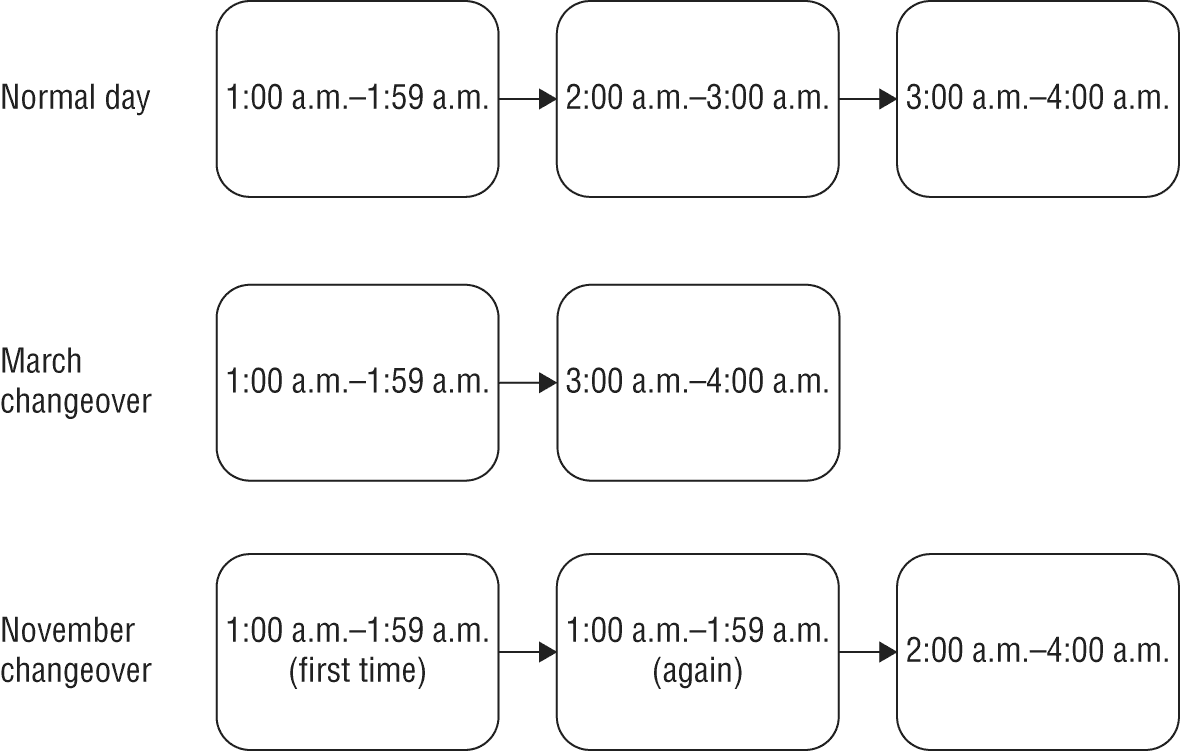 Normal day
1:00 a.m.–1:59 a.m.
2:00 a.m.–3:00 a.m.
3:00 a.m.–4:00 a.m.
March
changeover
1:00 a.m.–1:59 a.m.
3:00 a.m.–4:00 a.m.
November
changeover
1:00 a.m.–1:59 a.m.
(first time)
1:00 a.m.–1:59 a.m.
(again)
2:00 a.m.–4:00 a.m.